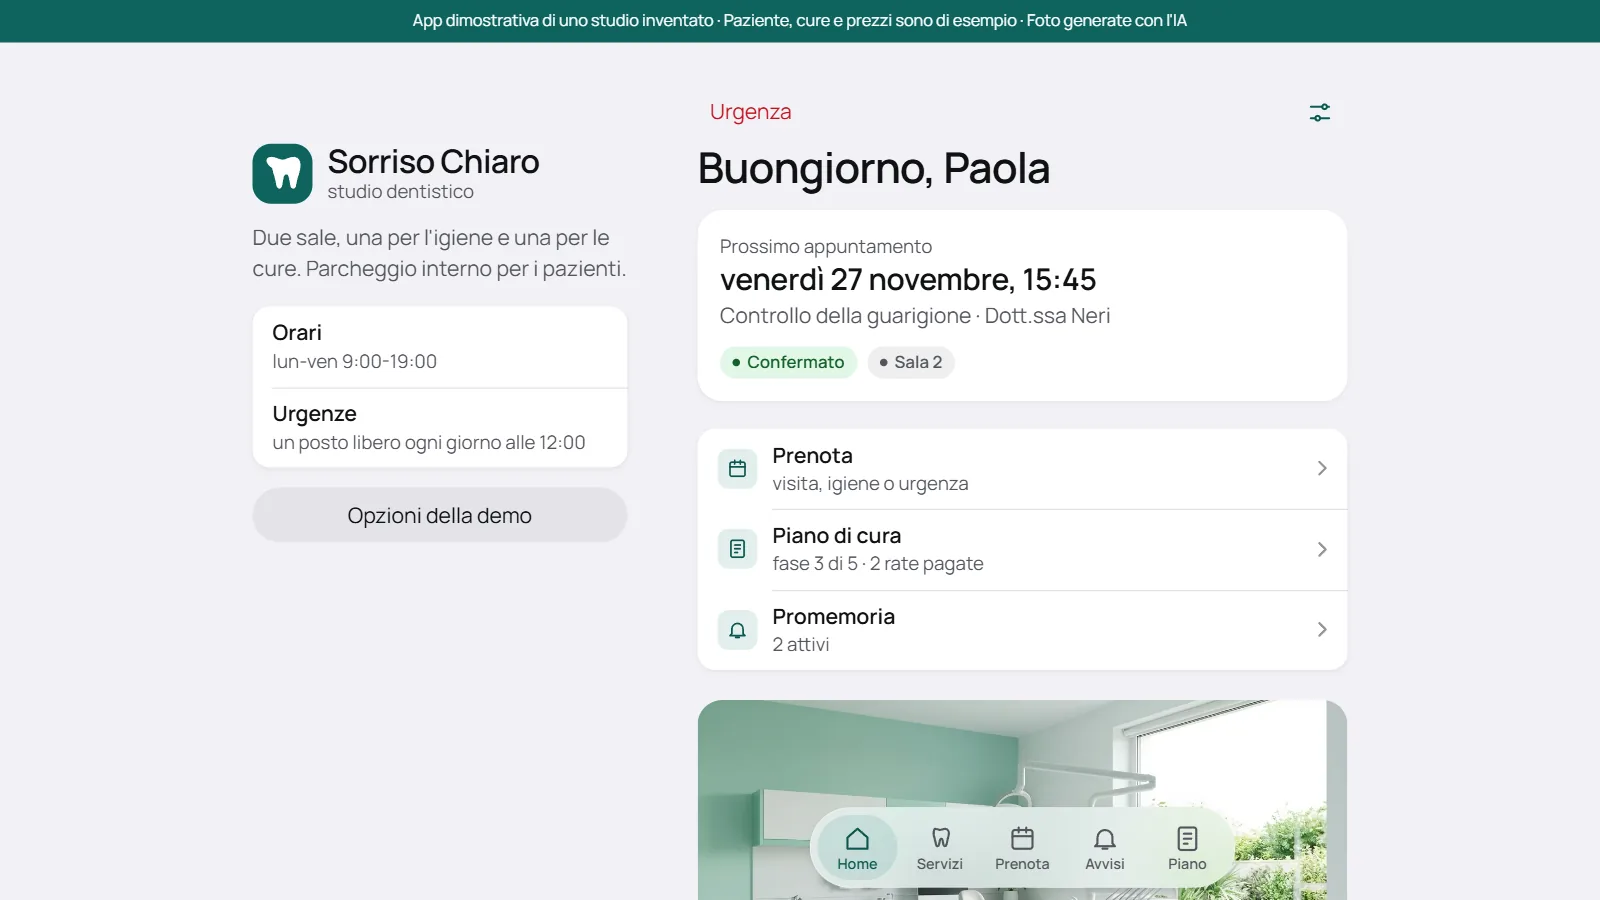 App dimostrativa di uno studio inventato · Paziente, cure e prezzi sono di esempio · Foto generate con l'IA
Sorriso Chiaro
studio dentistico
Due sale, una per l'igiene e una per le
cure. Parcheggio interno per i pazienti.
Orari
lun-ven 9:00-19:00
Urgenze
un posto libero ogni giorno alle 12:00
Opzioni della demo
Urgenza
Buongiorno, Paola
Prossimo appuntamento
venerdì 27 novembre, 15:45
Controllo della guarigione · Dott.ssa Neri
Confermato
Sala 2
Prenota
visita, igiene o urgenza
Piano di cura
fase 3 di 5 · 2 rate pagate
Promemoria
2 attivi
Home
Servizi
Prenota
Avvisi
Piano